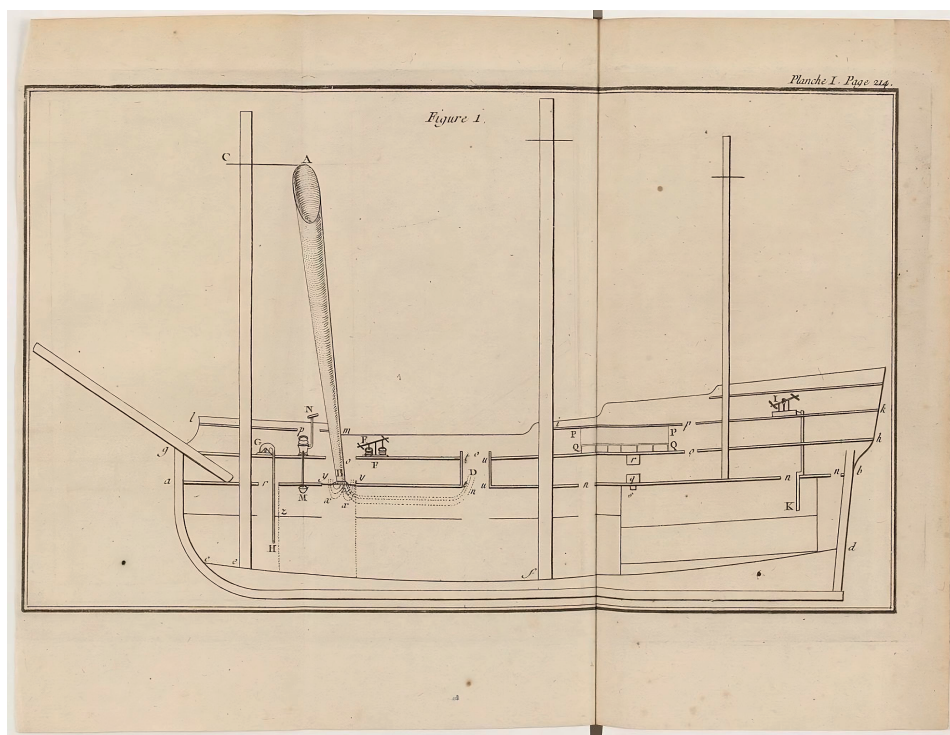 Planche I. Page 214.
Figure 1.
C A
l N i p k
p m P P I
g G F h
F o t o u Q Q o
a r y B y D r n n b
M x x n u n q K
z
H d
c e f